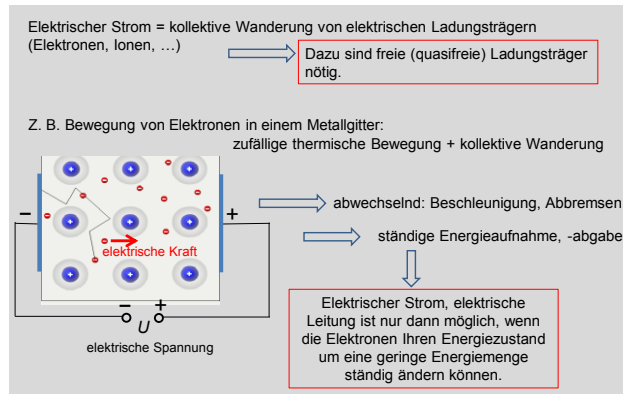 Elektrischer Strom = kollektive Wanderung von elektrischen Ladungsträgern
(Elektronen, Ionen, …)
Dazu sind freie (quasifreie) Ladungsträger
nötig.
Z. B. Bewegung von Elektronen in einem Metallgitter:
zufällige thermische Bewegung + kollektive Wanderung
− +
elektrische Kraft
abwechselnd: Beschleunigung, Abbremsen
ständige Energieaufnahme, -abgabe
− +
U
elektrische Spannung
Elektrischer Strom, elektrische
Leitung ist nur dann möglich, wenn
die Elektronen Ihren Energiezustand
um eine geringe Energiemenge
ständig ändern können.